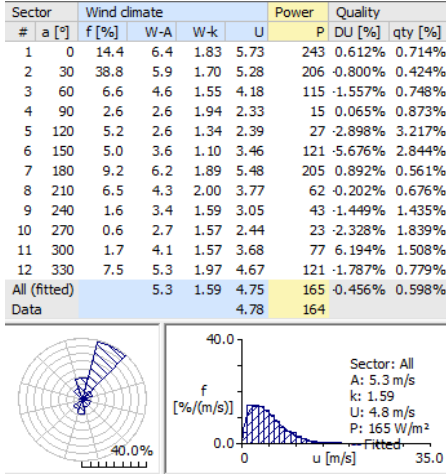 Sector Wind climate Power Quality
# a [°] f [%] W-A W-k U P DU [%] qty [%]
1 0 14.4 6.4 1.83 5.73 243 0.612% 0.714%
2 30 38.8 5.9 1.70 5.28 206 -0.800% 0.424%
3 60 6.6 4.6 1.55 4.18 115 -1.557% 0.748%
4 90 2.6 2.6 1.94 2.33 15 0.065% 0.873%
5 120 5.2 2.6 1.34 2.39 27 -2.898% 3.217%
6 150 5.0 3.6 1.10 3.46 121 -5.676% 2.844%
7 180 9.2 6.2 1.89 5.48 205 0.892% 0.561%
8 210 6.5 4.3 2.00 3.77 62 -0.202% 0.676%
9 240 1.6 3.4 1.59 3.05 43 -1.449% 1.435%
10 270 0.6 2.7 1.57 2.44 23 -2.328% 1.839%
11 300 1.7 4.1 1.57 3.68 77 6.194% 1.508%
12 330 7.5 5.3 1.97 4.67 121 -1.787% 0.779%
All (fitted) 5.3 1.59 4.75 165 -0.456% 0.598%
Data 4.78 164
40.0%
40.0
f
[%/(m/s)]
0.0
0 u [m/s] 35.0
Sector: All
A: 5.3 m/s
k: 1.59
U: 4.8 m/s
P: 165 W/m²
Fitted